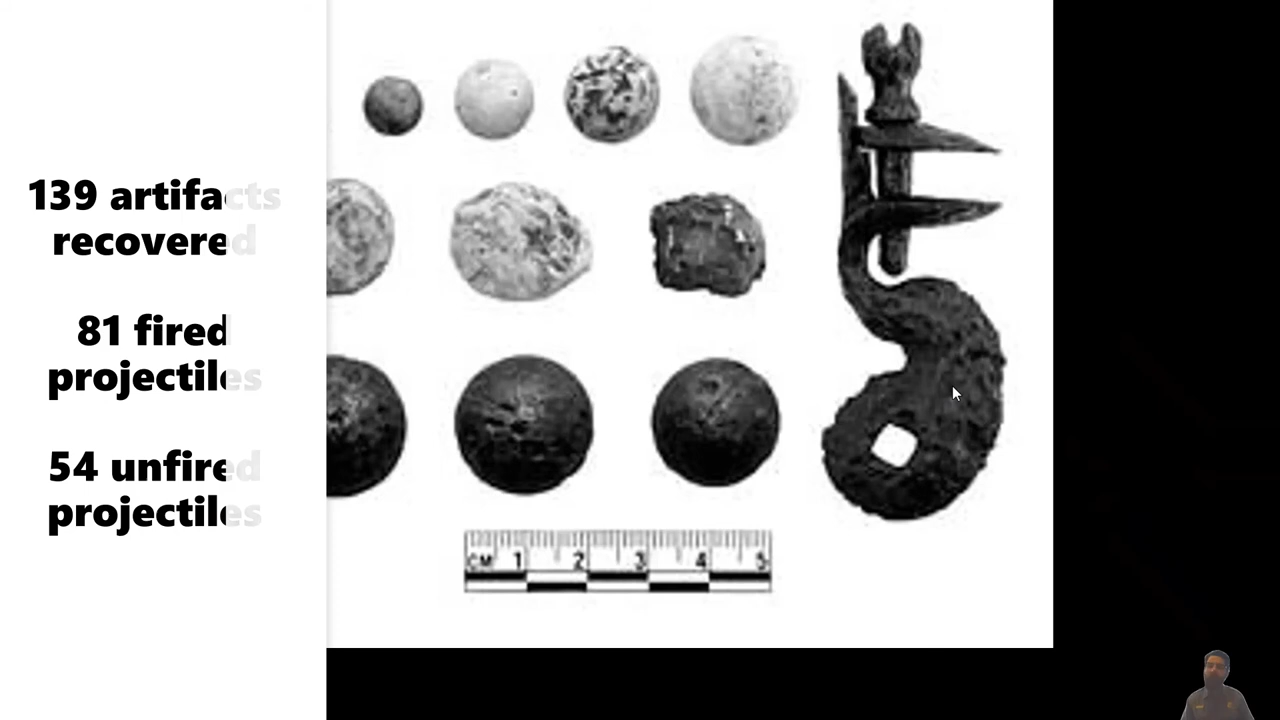 139 artifacts
recovered
81 fired
projectiles
54 unfired
projectiles
CM 1 2 3 4 5